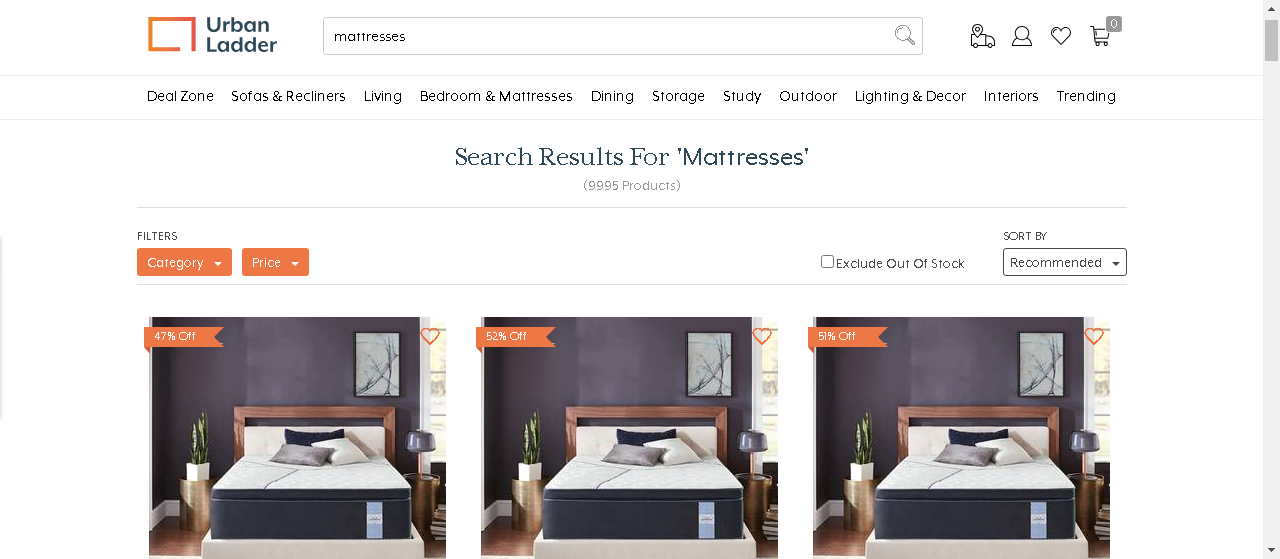 Urban
Ladder
mattresses
0
Deal Zone Sofas & Recliners Living Bedroom & Mattresses Dining Storage Study Outdoor Lighting & Decor Interiors Trending
Search Results For 'Mattresses'
(9995 Products)
FILTERS
SORT BY
Category Price Exclude Out Of Stock Recommended
47% Off 52% Off 51% Off